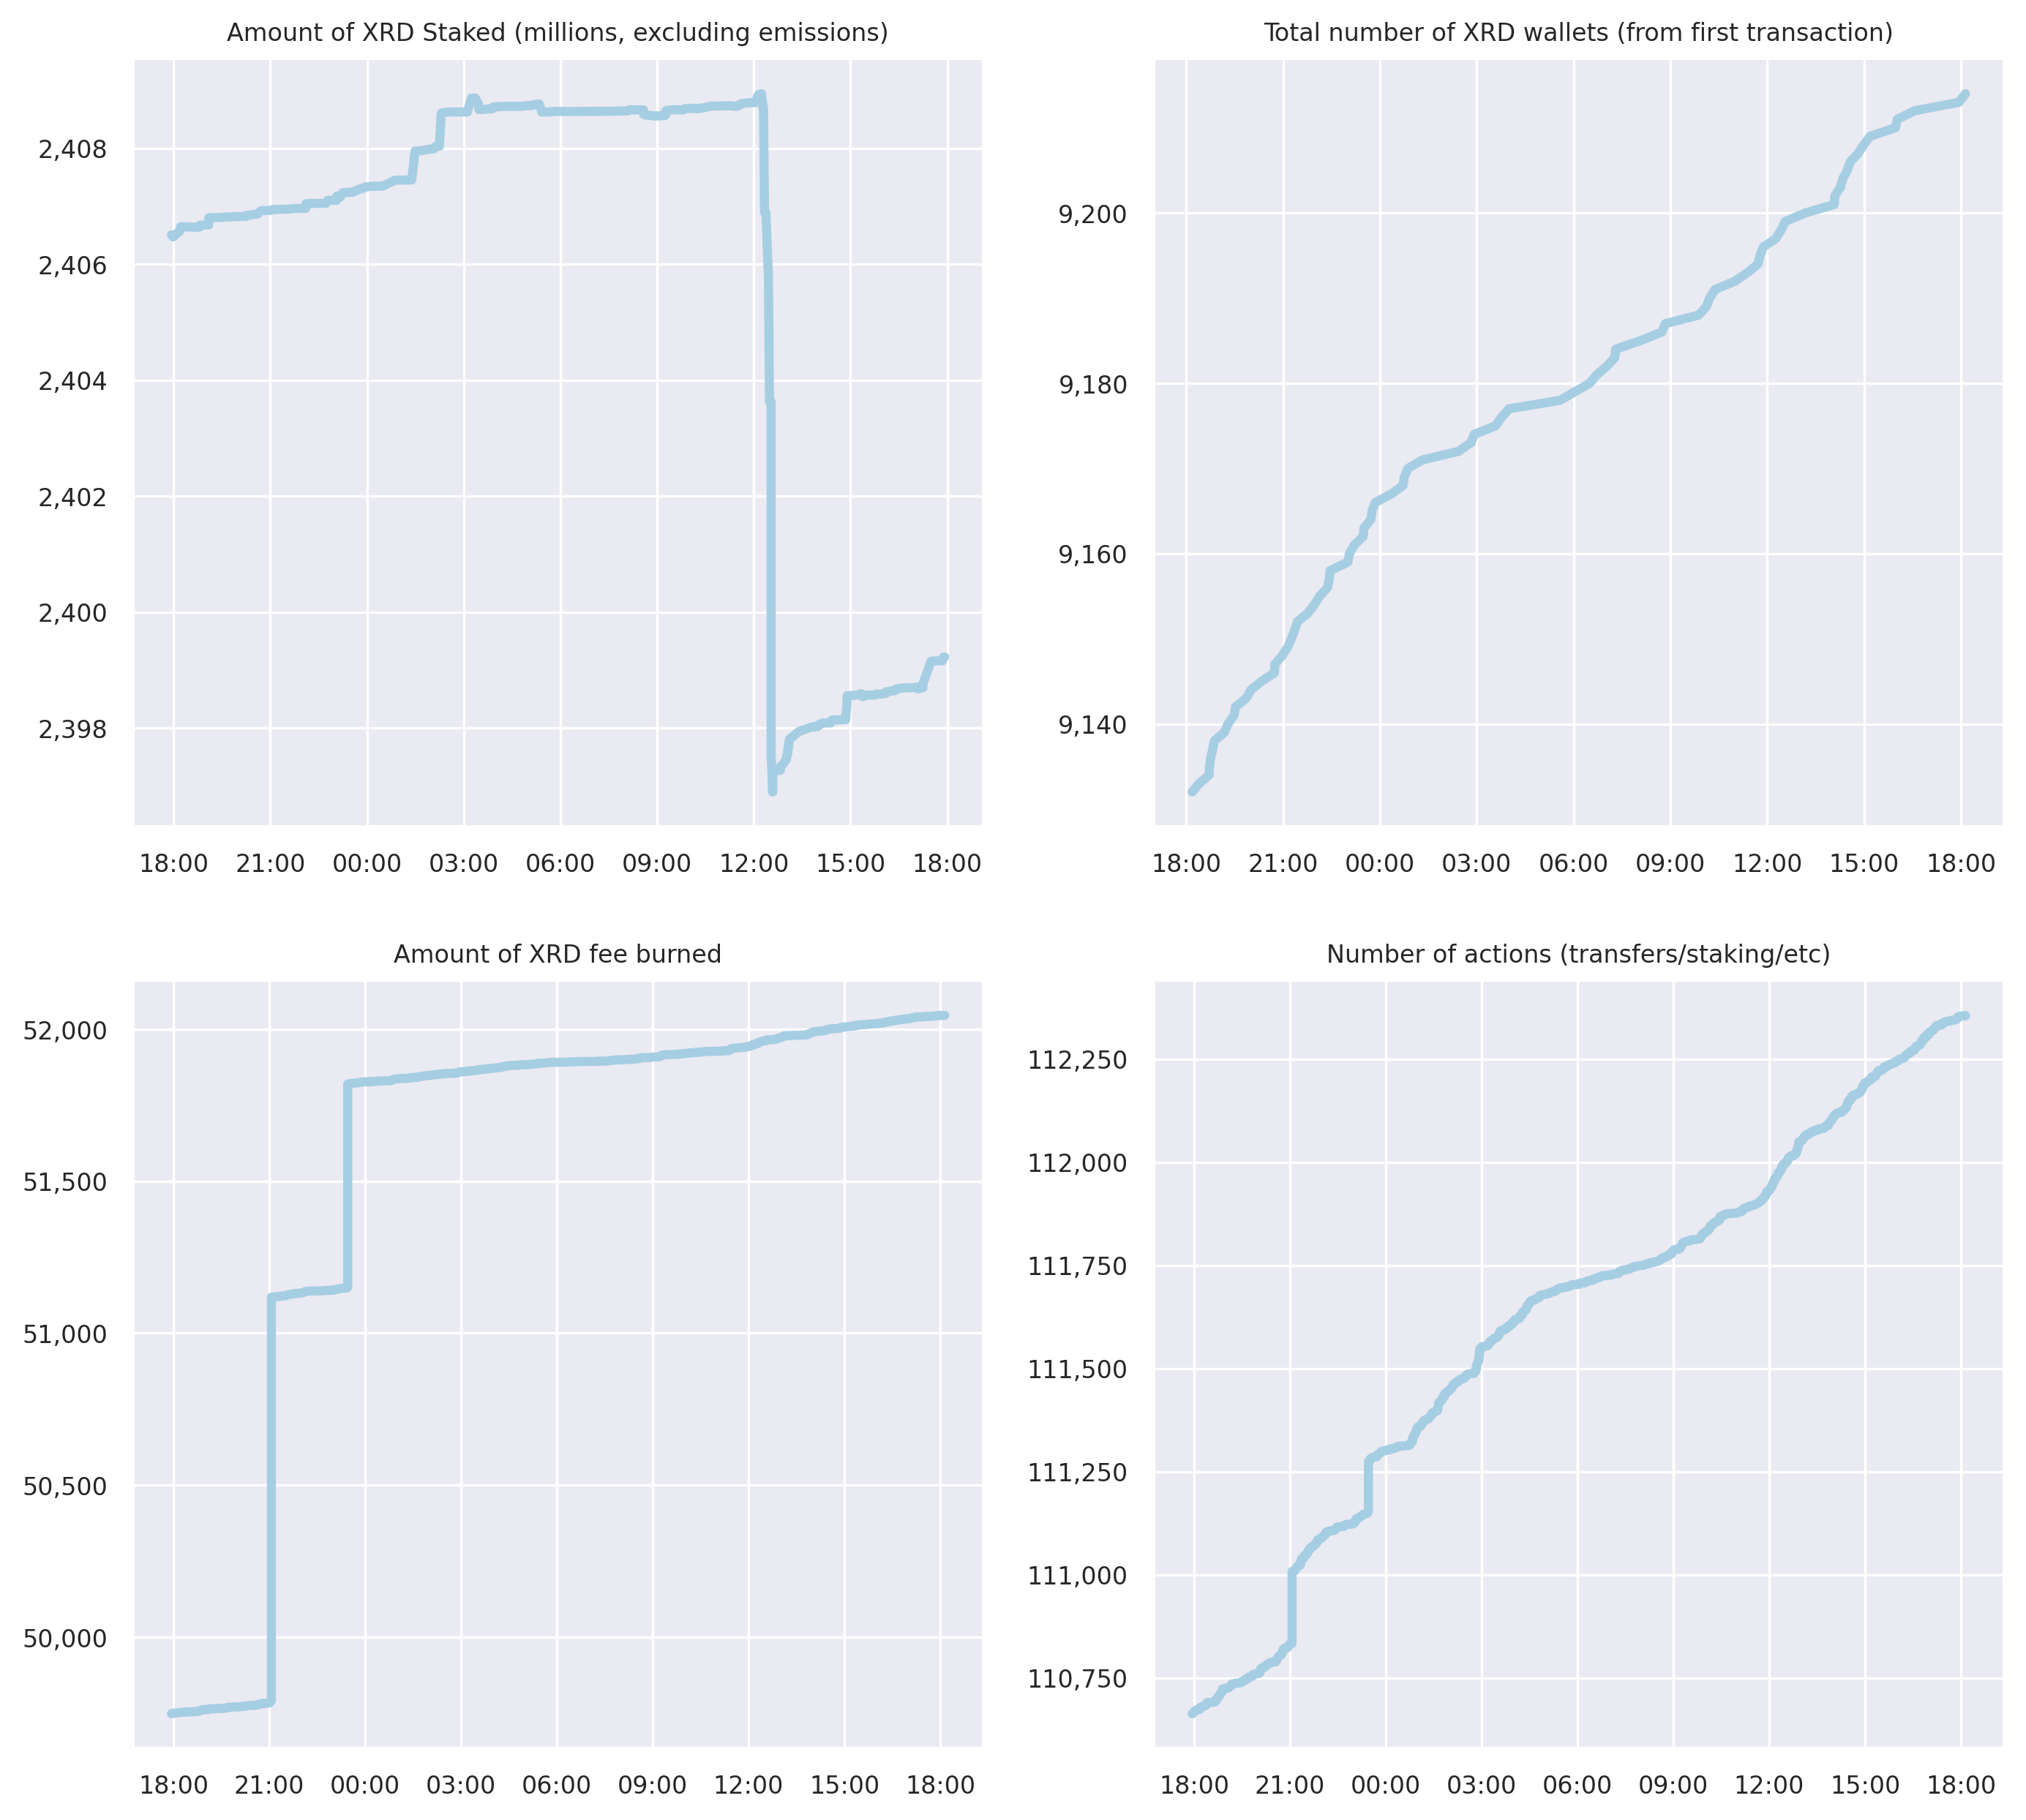 Amount of XRD Staked (millions, excluding emissions)
2,408
2,406
2,404
2,402
2,400
2,398
18:00 21:00 00:00 03:00 06:00 09:00 12:00 15:00 18:00
Total number of XRD wallets (from first transaction)
9,200
9,180
9,160
9,140
18:00 21:00 00:00 03:00 06:00 09:00 12:00 15:00 18:00
Amount of XRD fee burned
52,000
51,500
51,000
50,500
50,000
18:00 21:00 00:00 03:00 06:00 09:00 12:00 15:00 18:00
Number of actions (transfers/staking/etc)
112,250
112,000
111,750
111,500
111,250
111,000
110,750
18:00 21:00 00:00 03:00 06:00 09:00 12:00 15:00 18:00